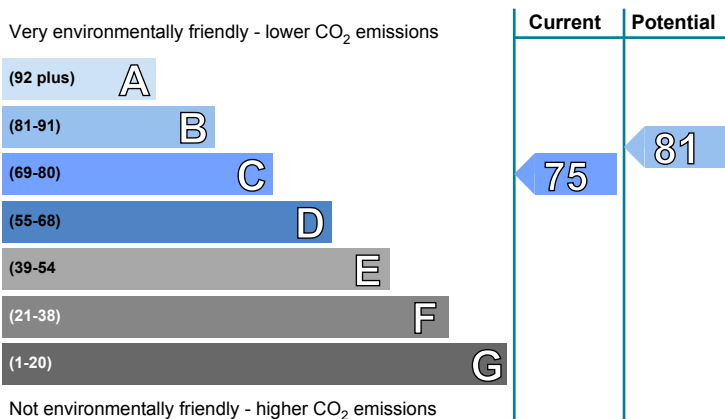 Very environmentally friendly - lower CO₂ emissions
Current Potential
(92 plus) A
(81-91) B
81
(69-80) C
75
(55-68) D
(39-54 E
(21-38) F
(1-20) G
Not environmentally friendly - higher CO₂ emissions